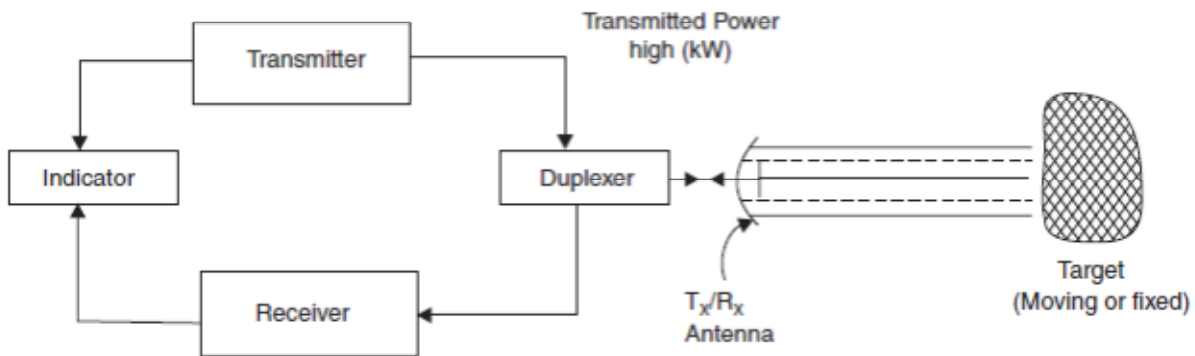 Transmitted Power
high (kW)
Transmitter
Indicator
Duplexer
Receiver
Tx/Rx
Antenna
Target
(Moving or fixed)